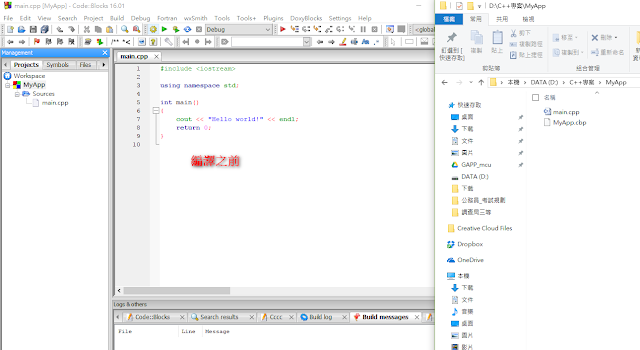 main.cpp [MyApp] - Code::Blocks 16.01
File Edit View Search Project Build Debug Fortran wxSmith Tools Tools+ Plugins DoxyBlocks Settings Help
Debug
<global
Management
Projects Symbols Files
Workspace
MyApp
Sources
main.cpp
main.cpp
1 #include <iostream>
2
3 using namespace std;
4
5 int main()
6 {
7 cout << "Hello world!" << endl;
8 return 0;
9 }
10
編譯之前
Logs & others
Code::Blocks Search results Cccc Build log Build messages
File Line Message
D:\C++專案\MyApp
檔案 常用 共用 檢視
釘選到 [快速存取]
複製
貼上
剪下
複製路徑
貼上捷徑
剪貼簿
移至
複製到
刪除
重新命名
組合管理
本機 > DATA (D:) > C++專案 > MyApp
名稱
main.cpp
MyApp.cbp
快速存取
桌面
下載
文件
圖片
GAPP_mcu
DATA (D:)
下載
公務員_考試規劃
調查局三等
Creative Cloud Files
Dropbox
OneDrive
本機
下載
文件
音樂
桌面
圖片
影片